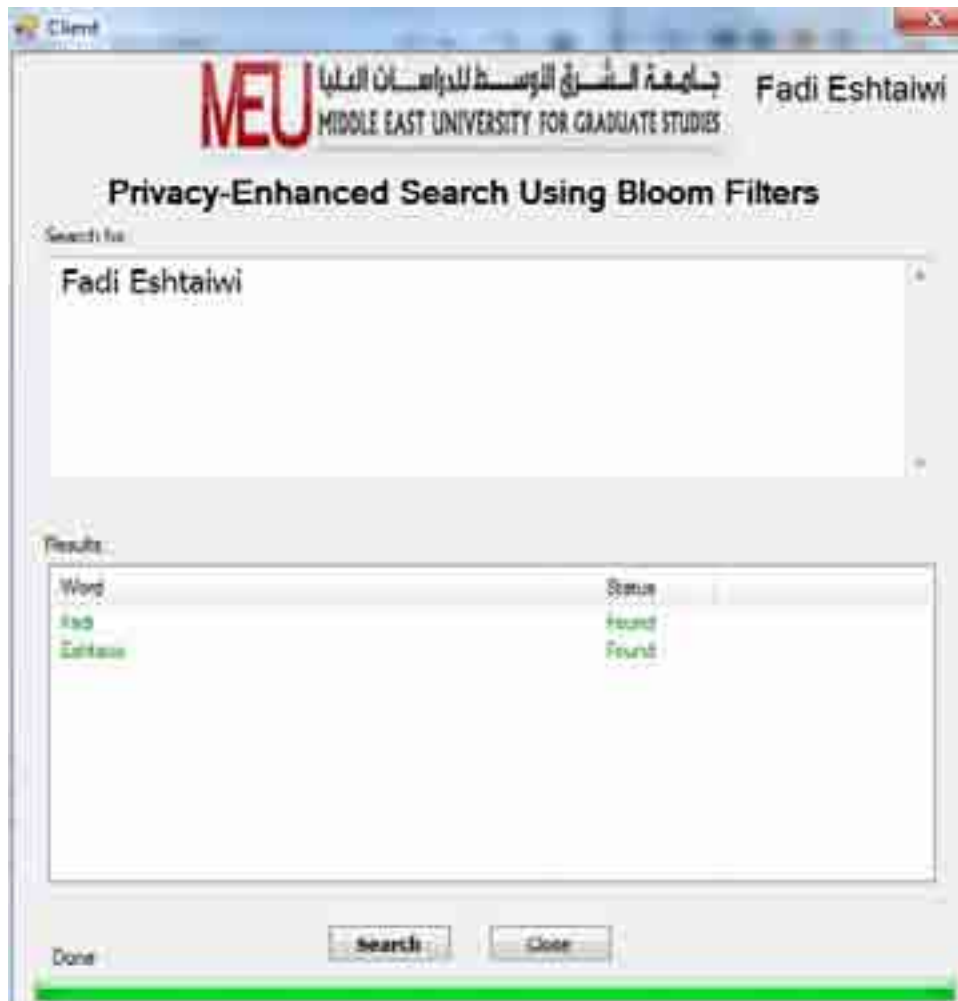 Client
MEU
جامعة الشرق الأوسط للدراسات العليا
MIDDLE EAST UNIVERSITY FOR GRADUATE STUDIES
Fadi Eshtaiwi
Privacy-Enhanced Search Using Bloom Filters
Search for
Fadi Eshtaiwi
Results
Word Status
Fadi Found
Eshtaiwi Found
Search Close
Done